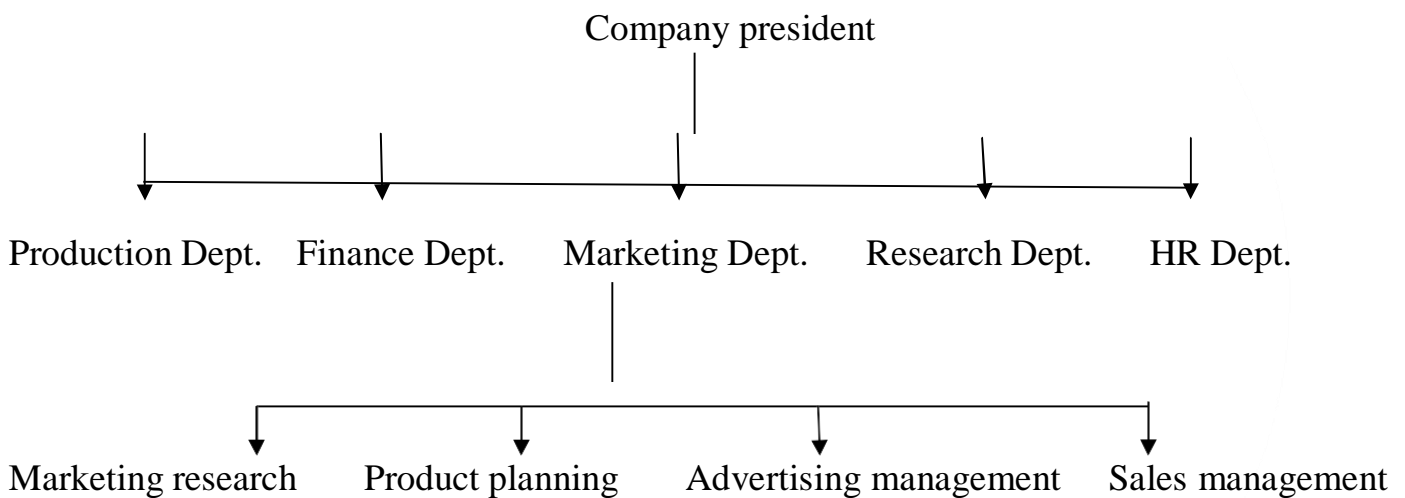 Company president
Production Dept. Finance Dept. Marketing Dept. Research Dept. HR Dept.
Marketing research Product planning Advertising management Sales management